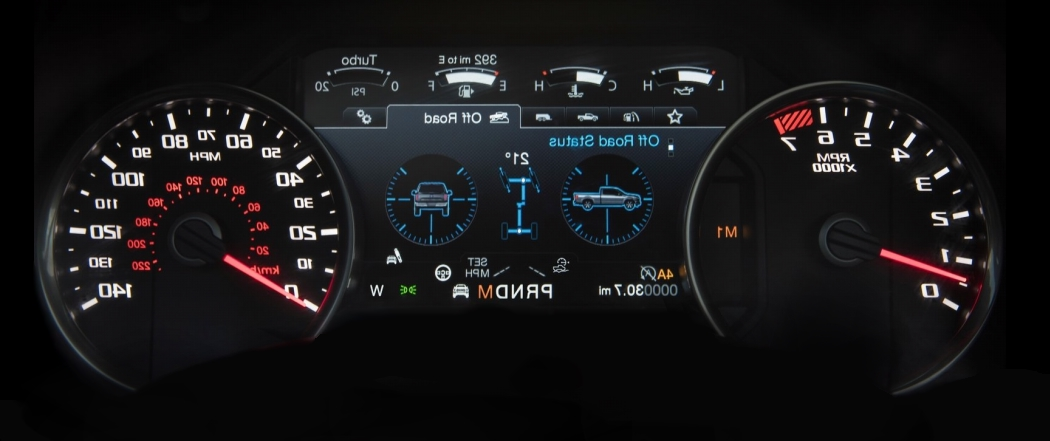 392 mi to E
Turbo
L H C H E F 0 PSI 20
Off Road
Off Road Status
21°
RPM
X1000
0 1 2 3 4 5 6 7
M1
MPH
0 10 20 30 40 50 60 70 80 90 100 110 120 130 140
km/h
20 40 60 80 100 120 140 160 180 200 220
4A
SET
MPH
000030.7 mi
PRNDM
W